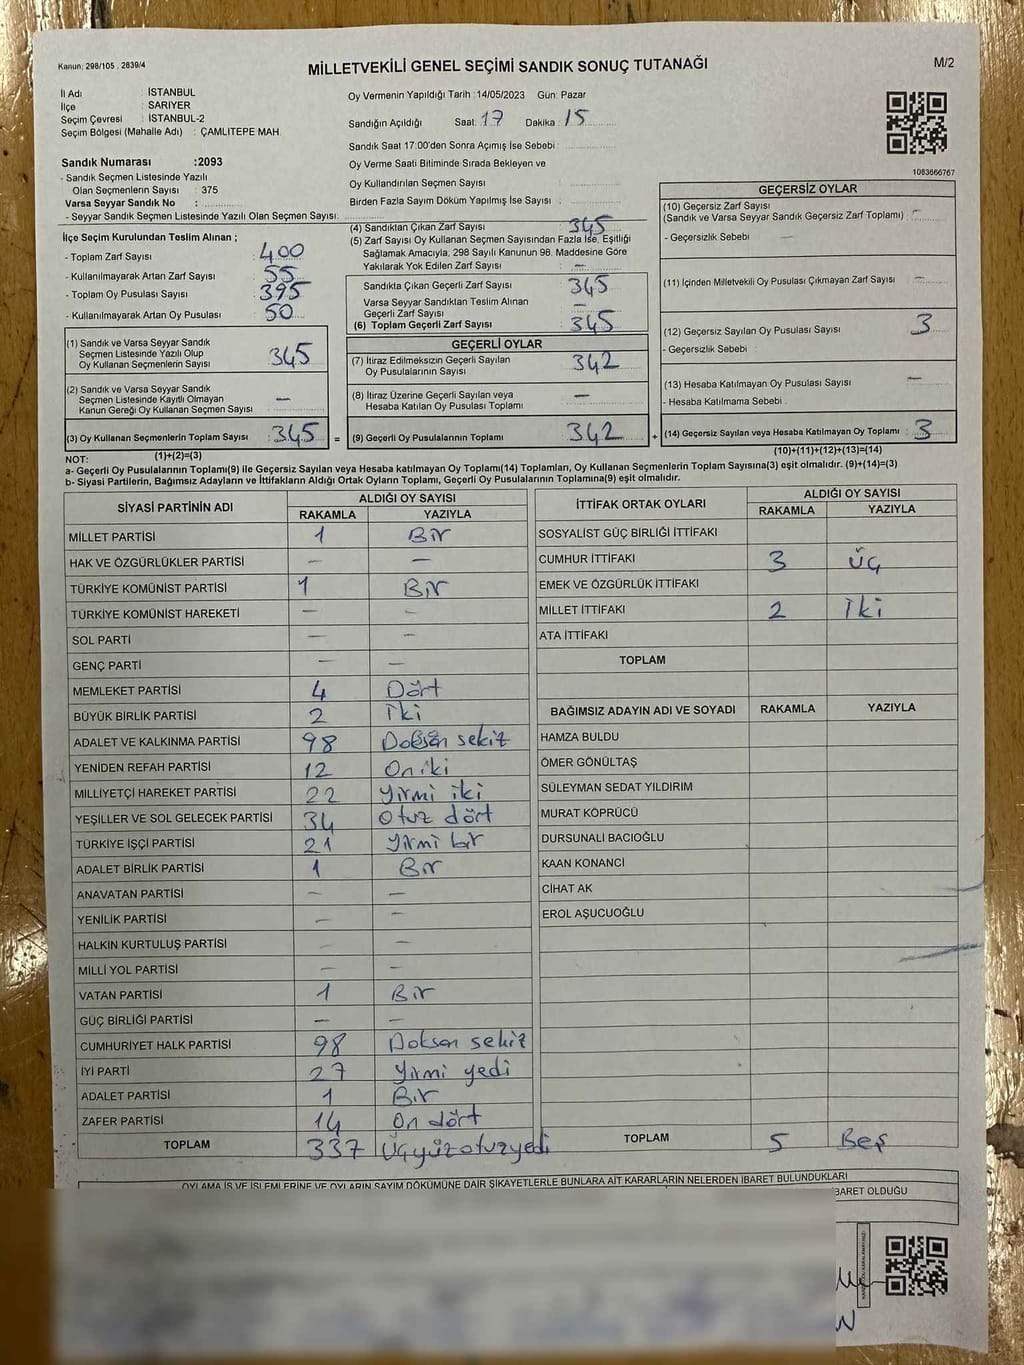 Kanun; 298/105 , 2839/4
MİLLETVEKİLİ GENEL SEÇİMİ SANDIK SONUÇ TUTANAĞI
M/2
İl Adı : İSTANBUL
İlçe : SARIYER
Seçim Çevresi : İSTANBUL-2
Seçim Bölgesi (Mahalle Adı) : ÇAMLITEPE MAH.
Sandık Numarası :2093
- Sandık Seçmen Listesinde Yazılı
Olan Seçmenlerin Sayısı : 375
Varsa Seyyar Sandık No :
- Seyyar Sandık Seçmen Listesinde Yazılı Olan Seçmen Sayısı:
Oy Vermenin Yapıldığı Tarih :14/05/2023 Gün: Pazar
Sandığın Açıldığı Saat: 17 Dakika : 15
Sandık Saat 17:00'den Sonra Açımış İse Sebebi :
Oy Verme Saati Bitiminde Sırada Bekleyen ve
Oy Kullandırılan Seçmen Sayısı
Birden Fazla Sayım Döküm Yapılmış İse Sayısı :
1083666767
İlçe Seçim Kurulundan Teslim Alınan ;
- Toplam Zarf Sayısı : 400
- Kullanılmayarak Artan Zarf Sayısı : 55
- Toplam Oy Pusulası Sayısı : 395
- Kullanılmayarak Artan Oy Pusulası : 50
(1) Sandık ve Varsa Seyyar Sandık
Seçmen Listesinde Yazılı Olup
Oy Kullanan Seçmenlerin Sayısı : 345
(2) Sandık ve Varsa Seyyar Sandık
Seçmen Listesinde Kayıtlı Olmayan
Kanun Gereği Oy Kullanan Seçmen Sayısı : —
(3) Oy Kullanan Seçmenlerin Toplam Sayısı : 345 =
(1)+(2)=(3)
(4) Sandıktan Çıkan Zarf Sayısı : 345
(5) Zarf Sayısı Oy Kullanan Seçmen Sayısından Fazla İse, Eşitliği
Sağlamak Amacıyla, 298 Sayılı Kanunun 98. Maddesine Göre
Yakılarak Yok Edilen Zarf Sayısı : —
Sandıkta Çıkan Geçerli Zarf Sayısı : 345
Varsa Seyyar Sandıktan Teslim Alınan
Geçerli Zarf Sayısı : —
(6) Toplam Geçerli Zarf Sayısı : 345
GEÇERLİ OYLAR
(7) İtiraz Edilmeksizin Geçerli Sayılan
Oy Pusulalarının Sayısı : 342
(8) İtiraz Üzerine Geçerli Sayılan veya
Hesaba Katılan Oy Pusulası Toplamı : —
(9) Geçerli Oy Pusulalarının Toplamı : 342 +
GEÇERSİZ OYLAR
(10) Geçersiz Zarf Sayısı
(Sandık ve Varsa Seyyar Sandık Geçersiz Zarf Toplamı) : —
- Geçersizlik Sebebi : —
(11) İçinden Milletvekili Oy Pusulası Çıkmayan Zarf Sayısı : —
(12) Geçersiz Sayılan Oy Pusulası Sayısı : 3
- Geçersizlik Sebebi :
(13) Hesaba Katılmayan Oy Pusulası Sayısı : —
- Hesaba Katılmama Sebebi :
(14) Geçersiz Sayılan veya Hesaba Katılmayan Oy Toplamı : 3
(10)+(11)+(12)+(13)=(14)
NOT:
a- Geçerli Oy Pusulalarının Toplamı(9) ile Geçersiz Sayılan veya Hesaba katılmayan Oy Toplamı(14) Toplamları, Oy Kullanan Seçmenlerin Toplam Sayısına(3) eşit olmalıdır. (9)+(14)=(3)
b- Siyasi Partilerin, Bağımsız Adayların ve İttifakların Aldığı Ortak Oyların Toplamı, Geçerli Oy Pusulalarının Toplamına(9) eşit olmalıdır.
SİYASİ PARTİNİN ADI ALDIĞI OY SAYISI
RAKAMLA YAZIYLA
MİLLET PARTİSİ 1 Bir
HAK VE ÖZGÜRLÜKLER PARTİSİ — —
TÜRKİYE KOMÜNİST PARTİSİ 1 Bir
TÜRKİYE KOMÜNİST HAREKETİ — —
SOL PARTİ — —
GENÇ PARTİ — —
MEMLEKET PARTİSİ 4 Dört
BÜYÜK BİRLİK PARTİSİ 2 İki
ADALET VE KALKINMA PARTİSİ 98 Doksan sekiz
YENİDEN REFAH PARTİSİ 12 On iki
MİLLİYETÇİ HAREKET PARTİSİ 22 Yirmi iki
YEŞİLLER VE SOL GELECEK PARTİSİ 34 Otuz dört
TÜRKİYE İŞÇİ PARTİSİ 21 Yirmi bir
ADALET BİRLİK PARTİSİ 1 Bir
ANAVATAN PARTİSİ — —
YENİLİK PARTİSİ — —
HALKIN KURTULUŞ PARTİSİ — —
MİLLİ YOL PARTİSİ — —
VATAN PARTİSİ 1 Bir
GÜÇ BİRLİĞİ PARTİSİ — —
CUMHURİYET HALK PARTİSİ 98 Doksan sekiz
İYİ PARTİ 27 Yirmi yedi
ADALET PARTİSİ 1 Bir
ZAFER PARTİSİ 14 On dört
TOPLAM 337 Üçyüzotuzyedi
İTTİFAK ORTAK OYLARI ALDIĞI OY SAYISI
RAKAMLA YAZIYLA
SOSYALİST GÜÇ BİRLİĞİ İTTİFAKI
CUMHUR İTTİFAKI 3 Üç
EMEK VE ÖZGÜRLÜK İTTİFAKI
MİLLET İTTİFAKI 2 İki
ATA İTTİFAKI
TOPLAM
BAĞIMSIZ ADAYIN ADI VE SOYADI RAKAMLA YAZIYLA
HAMZA BULDU
ÖMER GÖNÜLTAŞ
SÜLEYMAN SEDAT YILDIRIM
MURAT KÖPRÜCÜ
DURSUNALİ BACIOĞLU
KAAN KONANCİ
CİHAT AK
EROL AŞUCUOĞLU
TOPLAM 5 Beş
OYLAMA İŞ VE İŞLEMLERİNE VE OYLARIN SAYIM DÖKÜMÜNE DAİR ŞİKAYETLERLE BUNLARA AİT KARARLARIN NELERDEN İBARET BULUNDUKLARI
İBARET OLDUĞU